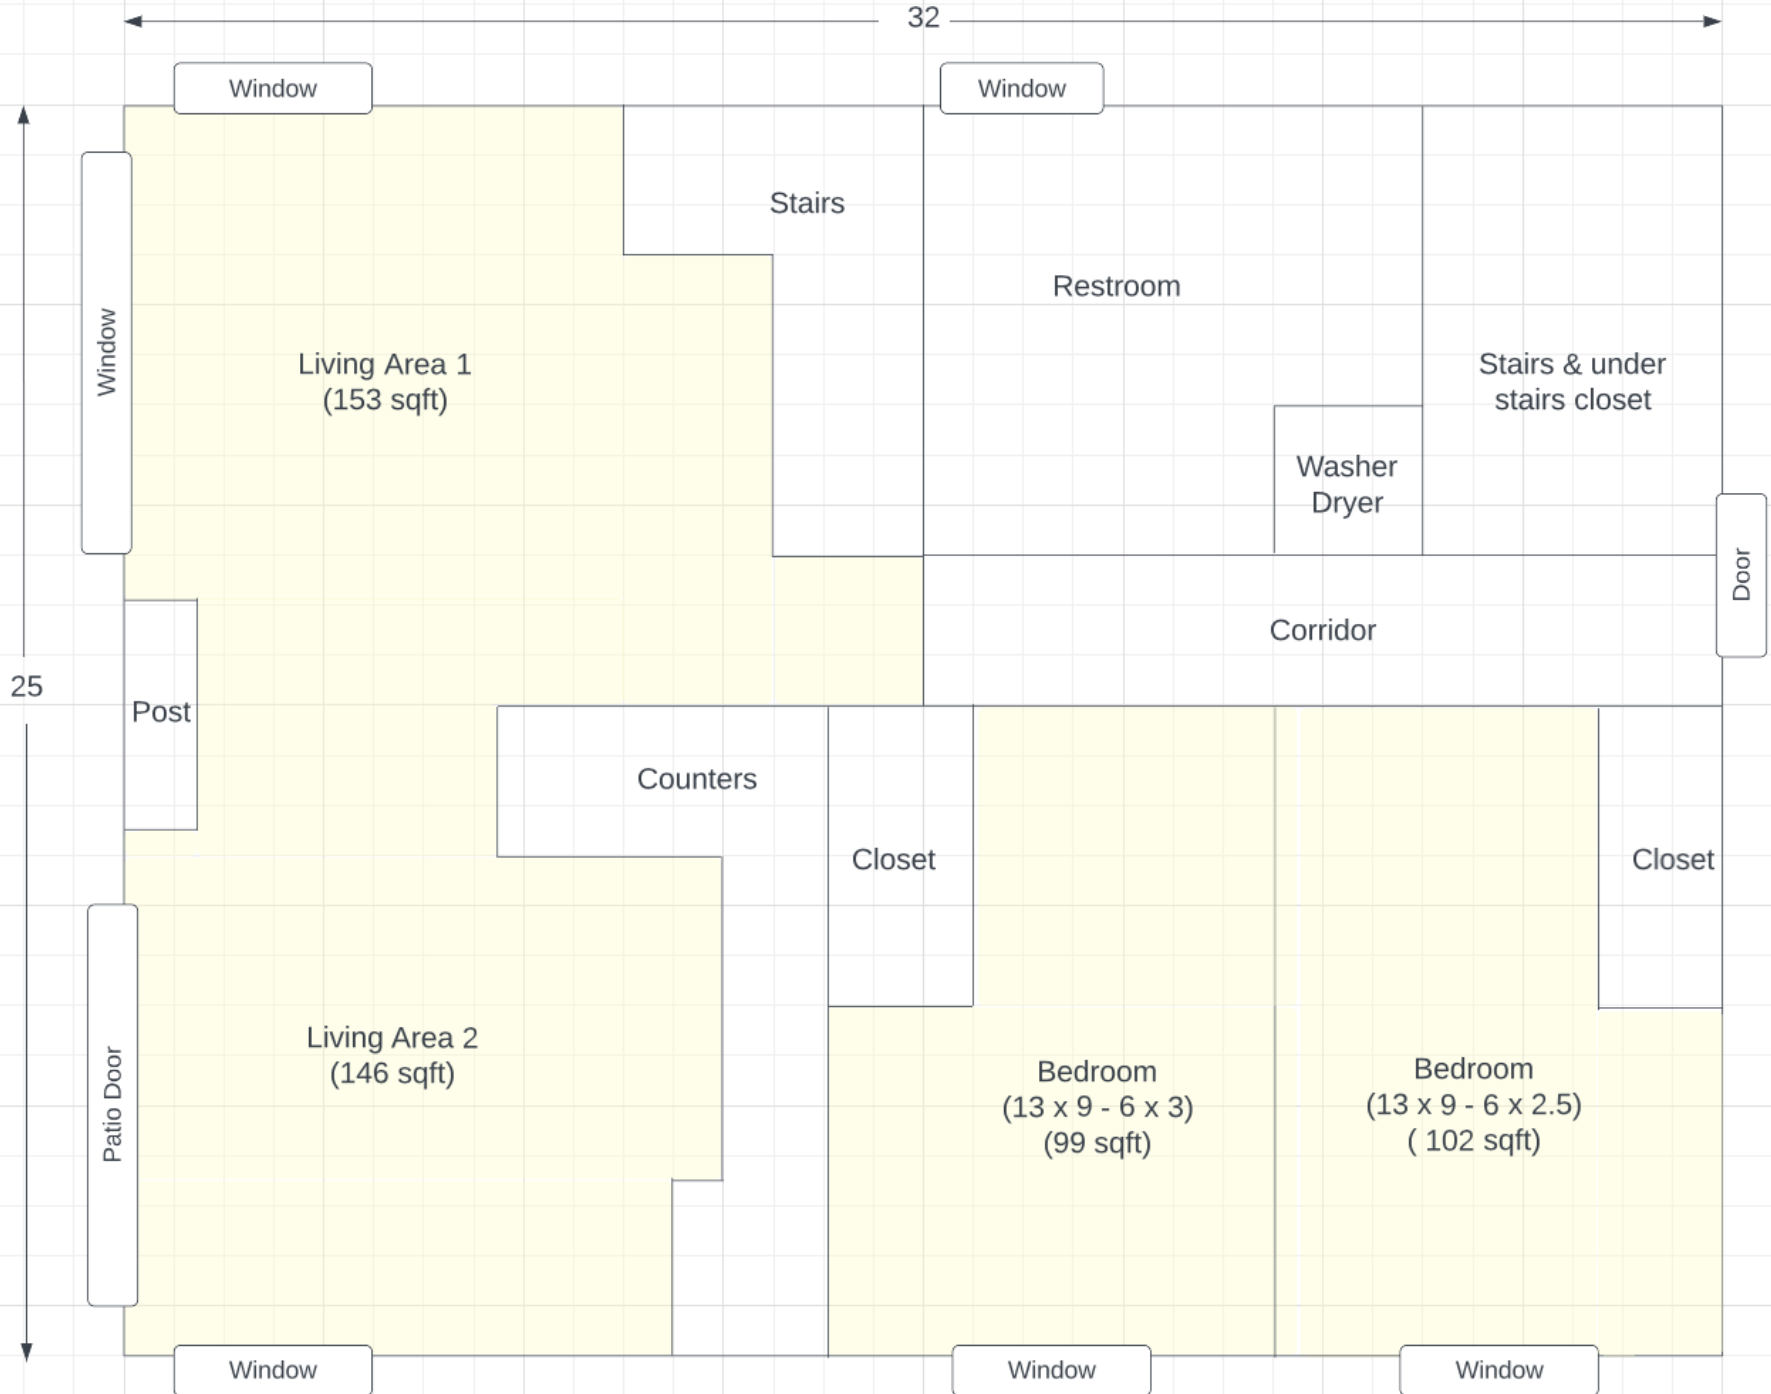 32
Window
Window
Window
Stairs
Restroom
Living Area 1
(153 sqft)
Stairs & under
stairs closet
Washer
Dryer
Door
Corridor
25
Post
Counters
Closet
Closet
Living Area 2
(146 sqft)
Patio Door
Bedroom
(13 x 9 - 6 x 3)
(99 sqft)
Bedroom
(13 x 9 - 6 x 2.5)
( 102 sqft)
Window
Window
Window